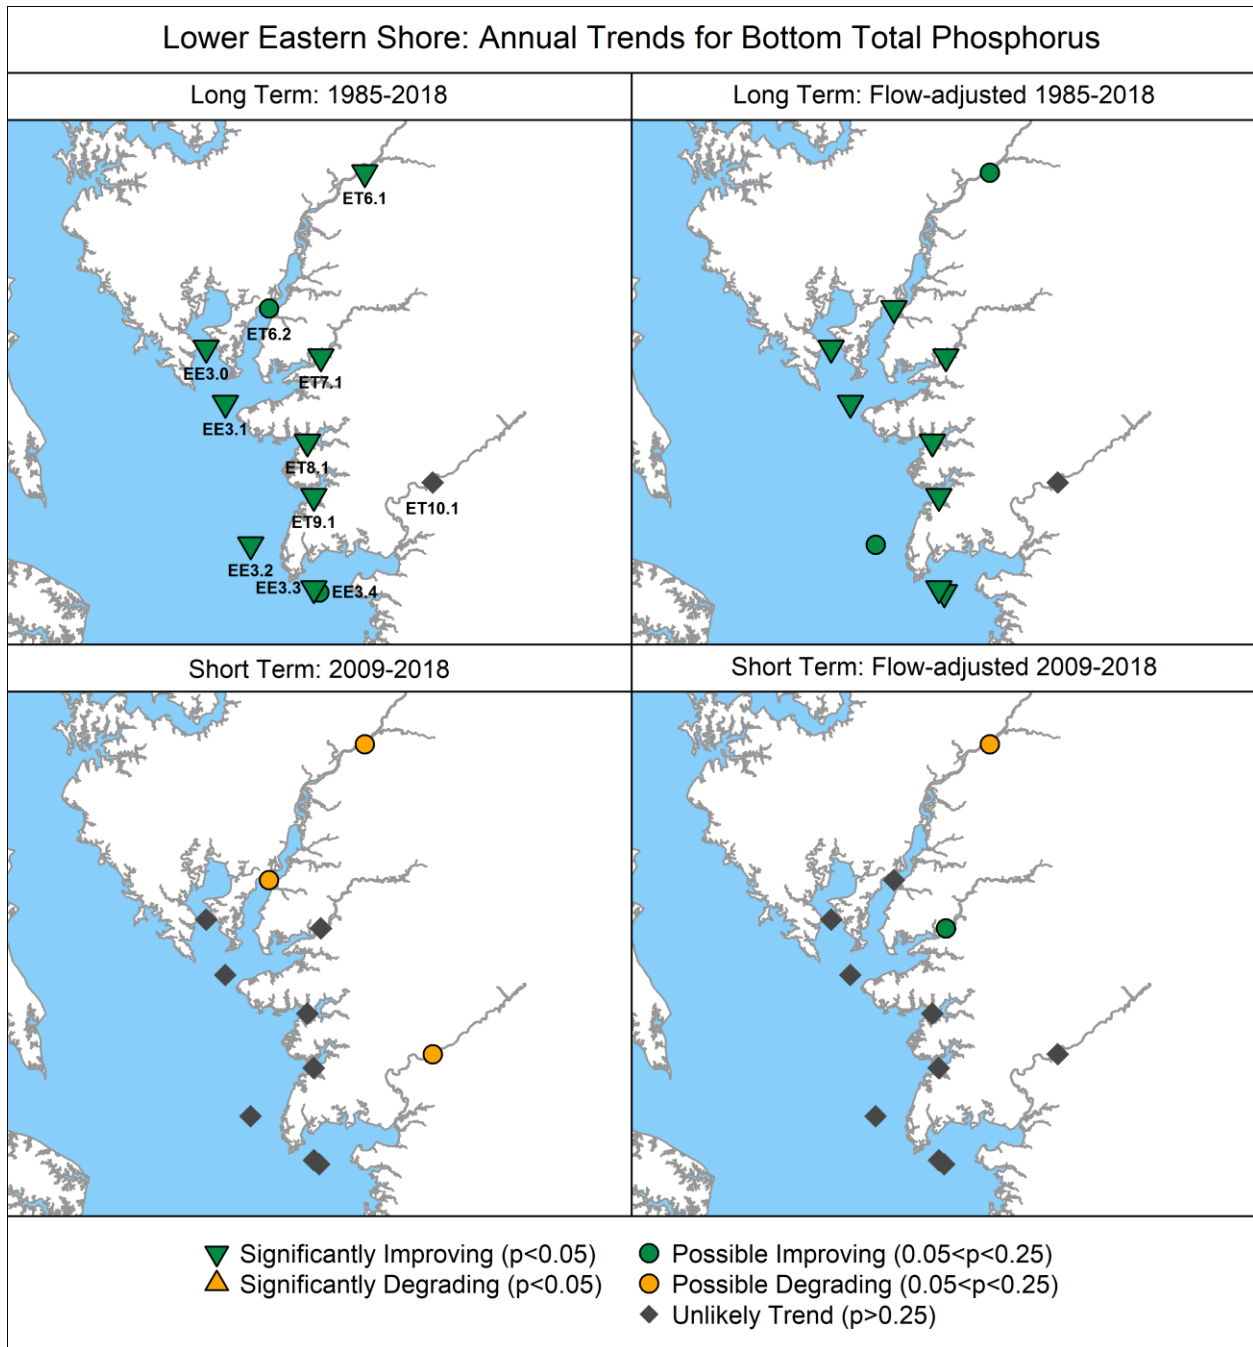 Lower Eastern Shore: Annual Trends for Bottom Total Phosphorus
Long Term: 1985-2018
Long Term: Flow-adjusted 1985-2018
ET6.1
ET6.2
EE3.0
ET7.1
EE3.1
ET8.1
ET10.1
ET9.1
EE3.2
EE3.3
EE3.4
Short Term: 2009-2018
Short Term: Flow-adjusted 2009-2018
Significantly Improving (p<0.05)
Possible Improving (0.05<p<0.25)
Significantly Degrading (p<0.05)
Possible Degrading (0.05<p<0.25)
Unlikely Trend (p>0.25)